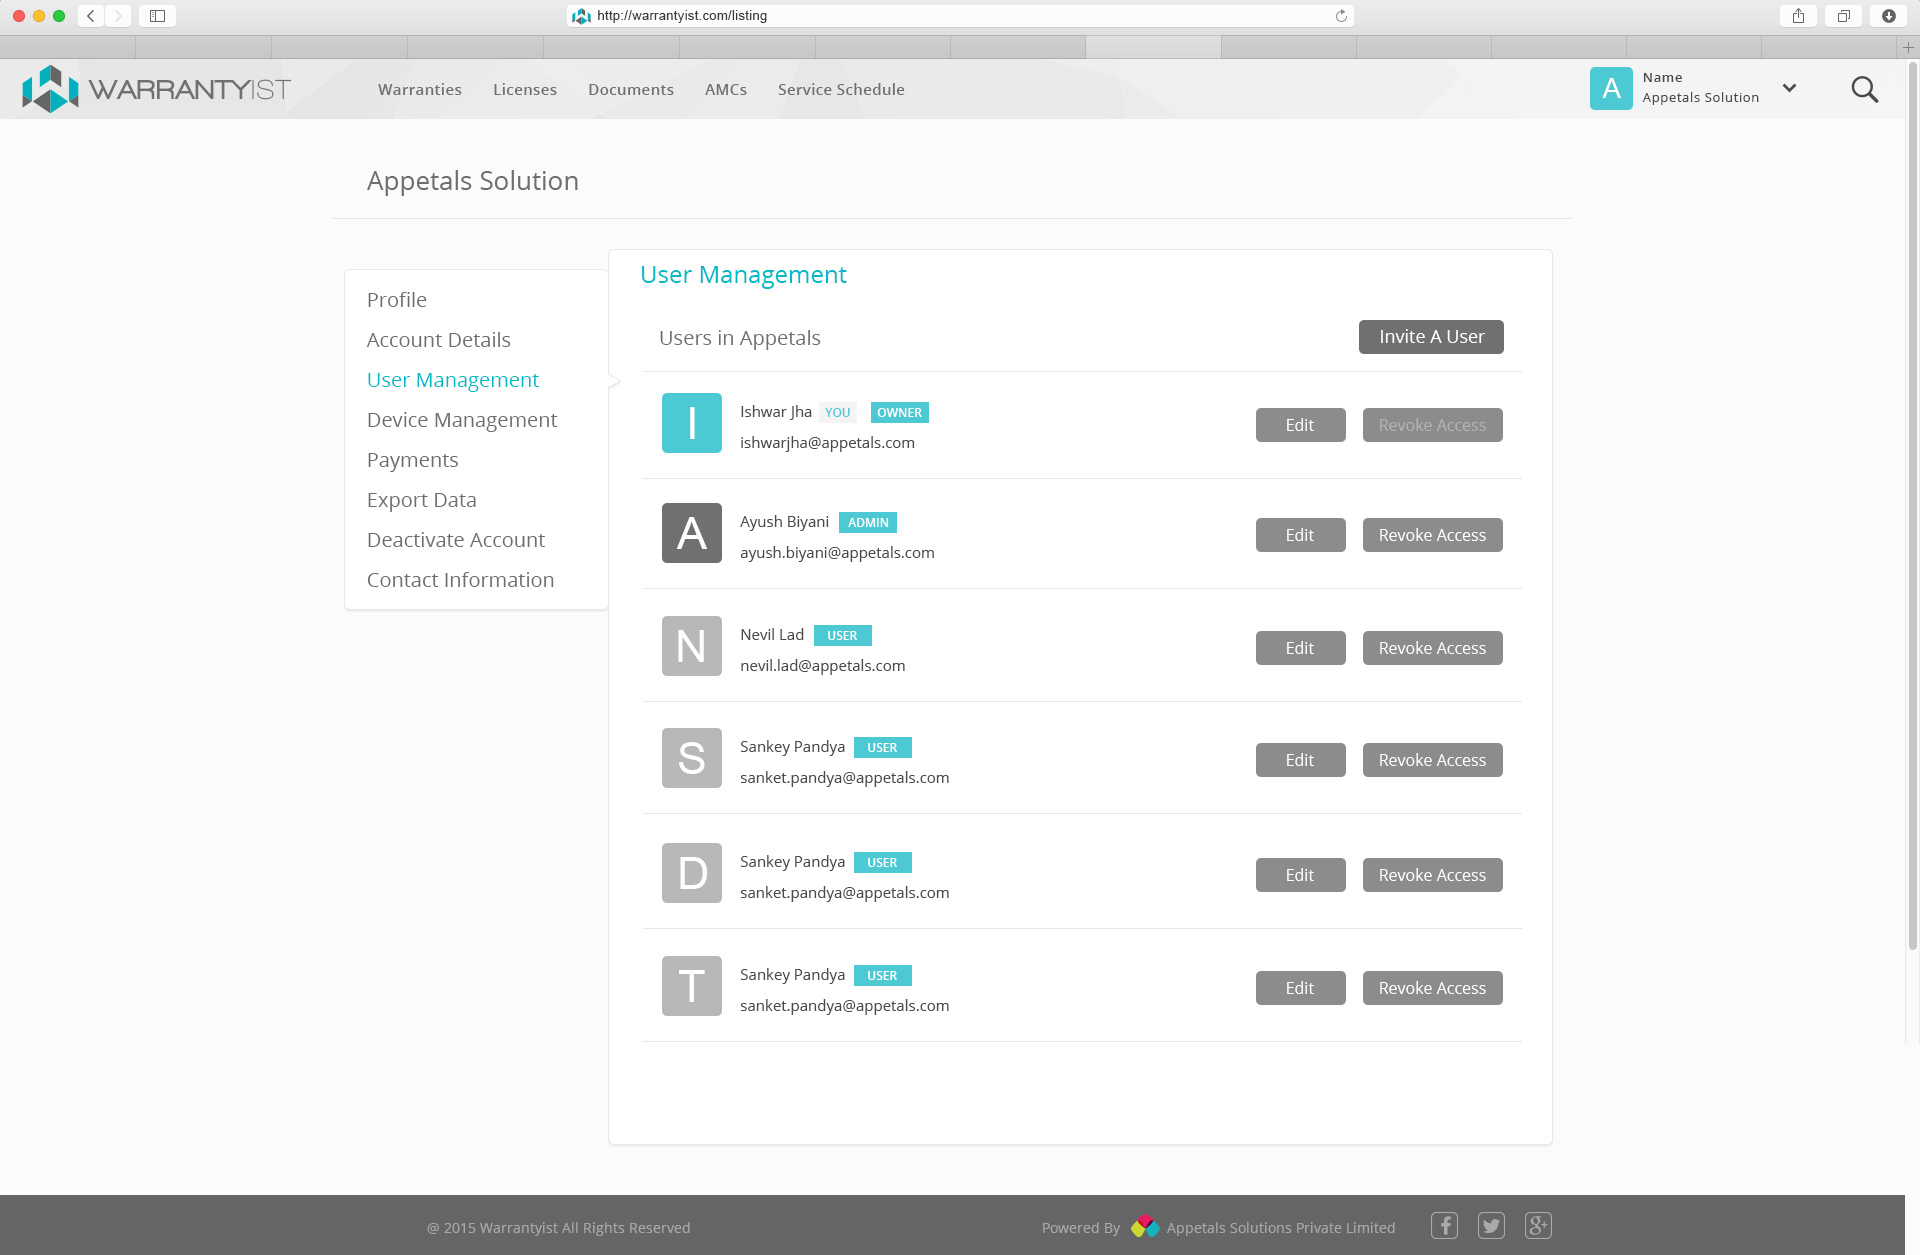 http://warrantyist.com/listing
WARRANTYIST
Warranties Licenses Documents AMCs Service Schedule
A
Name
Appetals Solution
Appetals Solution
Profile
Account Details
User Management
Device Management
Payments
Export Data
Deactivate Account
Contact Information
User Management
Users in Appetals
Invite A User
I
Ishwar Jha YOU OWNER
ishwarjha@appetals.com
Edit Revoke Access
A
Ayush Biyani ADMIN
ayush.biyani@appetals.com
Edit Revoke Access
N
Nevil Lad USER
nevil.lad@appetals.com
Edit Revoke Access
S
Sankey Pandya USER
sanket.pandya@appetals.com
Edit Revoke Access
D
Sankey Pandya USER
sanket.pandya@appetals.com
Edit Revoke Access
T
Sankey Pandya USER
sanket.pandya@appetals.com
Edit Revoke Access
@ 2015 Warrantyist All Rights Reserved
Powered By Appetals Solutions Private Limited